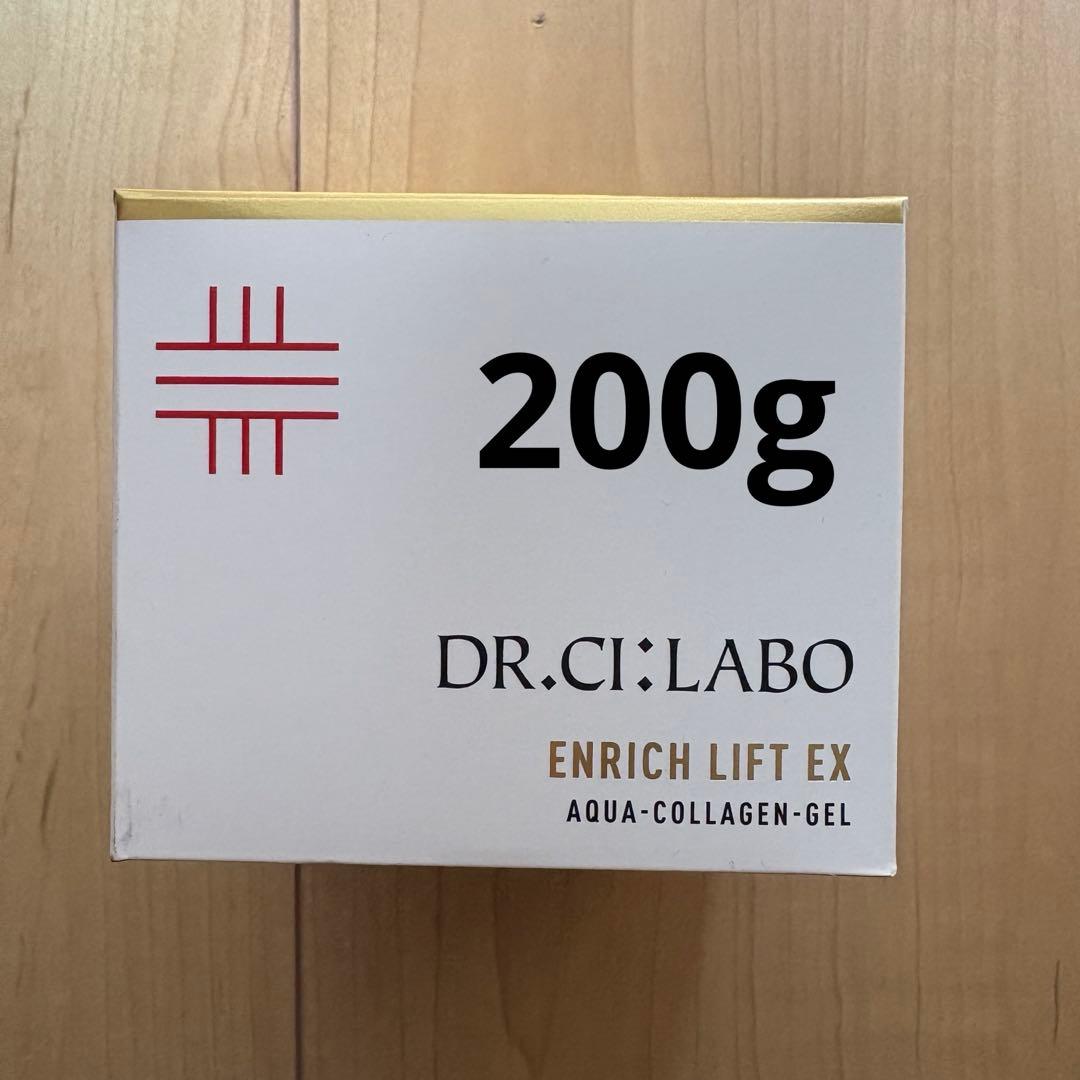 200g
DR.CI:LABO
ENRICH LIFT EX
AQUA-COLLAGEN-GEL